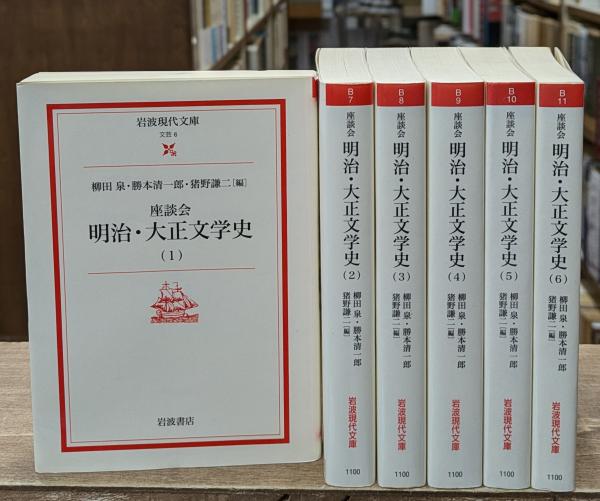 岩波現代文庫
文芸 6
柳田 泉・勝本清一郎・猪野謙二[編]
座談会
明治・大正文学史
(1)
岩波書店
B
7
座談会
明治・大正文学史
(2)
柳田 泉・勝本清一郎
猪野謙二[編]
岩波現代文庫
1100
B
8
座談会
明治・大正文学史
(3)
柳田 泉・勝本清一郎
猪野謙二[編]
岩波現代文庫
1100
B
9
座談会
明治・大正文学史
(4)
柳田 泉・勝本清一郎
猪野謙二[編]
岩波現代文庫
1100
B
10
座談会
明治・大正文学史
(5)
柳田 泉・勝本清一郎
猪野謙二[編]
岩波現代文庫
1100
B
11
座談会
明治・大正文学史
(6)
柳田 泉・勝本清一郎
猪野謙二[編]
岩波現代文庫
1100